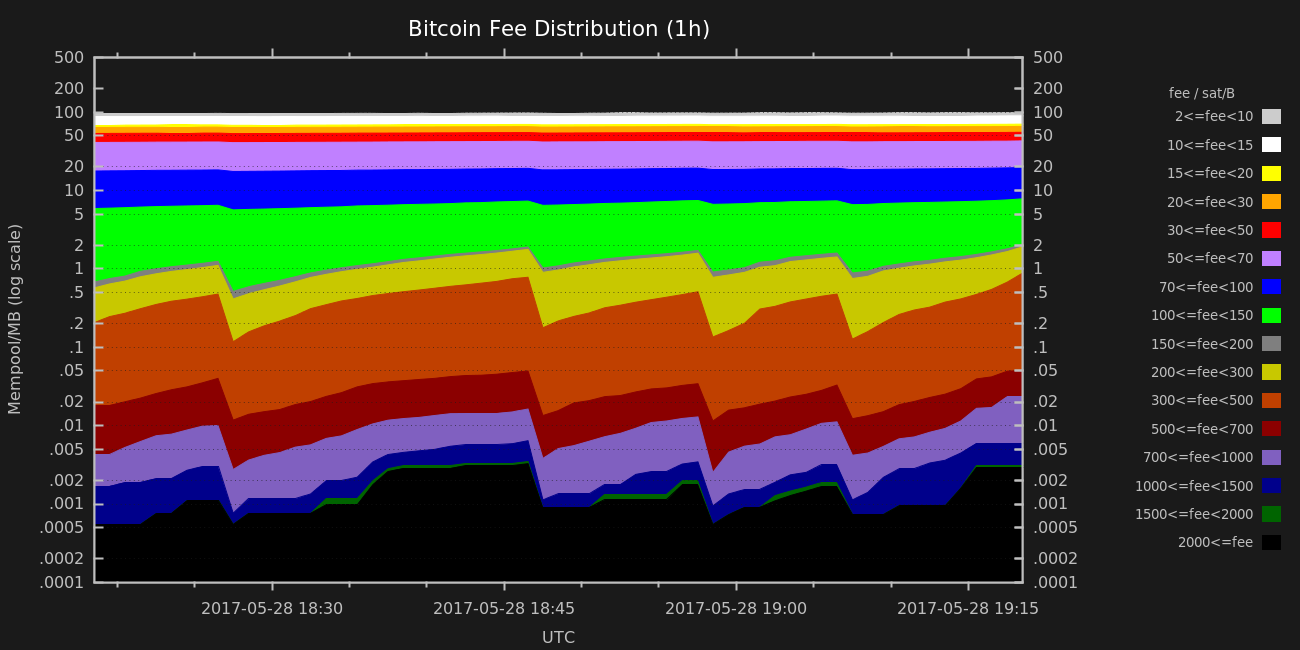 Bitcoin Fee Distribution (1h)
Mempool/MB (log scale)
500
200
100
50
20
10
5
2
1
.5
.2
.1
.05
.02
.01
.005
.002
.001
.0005
.0002
.0001
500
200
100
50
20
10
5
2
1
.5
.2
.1
.05
.02
.01
.005
.002
.001
.0005
.0002
.0001
2017-05-28 18:30 2017-05-28 18:45 2017-05-28 19:00 2017-05-28 19:15
UTC
fee / sat/B
2<=fee<10
10<=fee<15
15<=fee<20
20<=fee<30
30<=fee<50
50<=fee<70
70<=fee<100
100<=fee<150
150<=fee<200
200<=fee<300
300<=fee<500
500<=fee<700
700<=fee<1000
1000<=fee<1500
1500<=fee<2000
2000<=fee